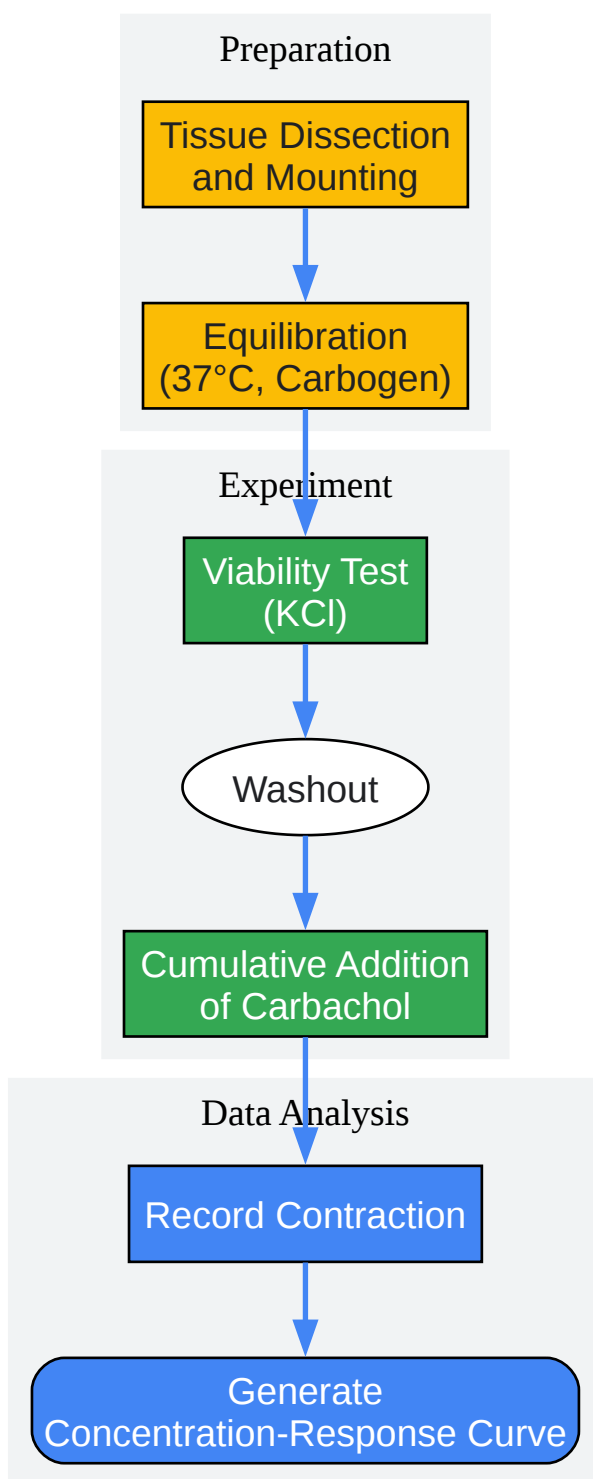 Preparation
Tissue Dissection
and Mounting
Equilibration
(37°C, Carbogen)
Experiment
Viability Test
(KCl)
Washout
Cumulative Addition
of Carbachol
Data Analysis
Record Contraction
Generate
Concentration-Response Curve